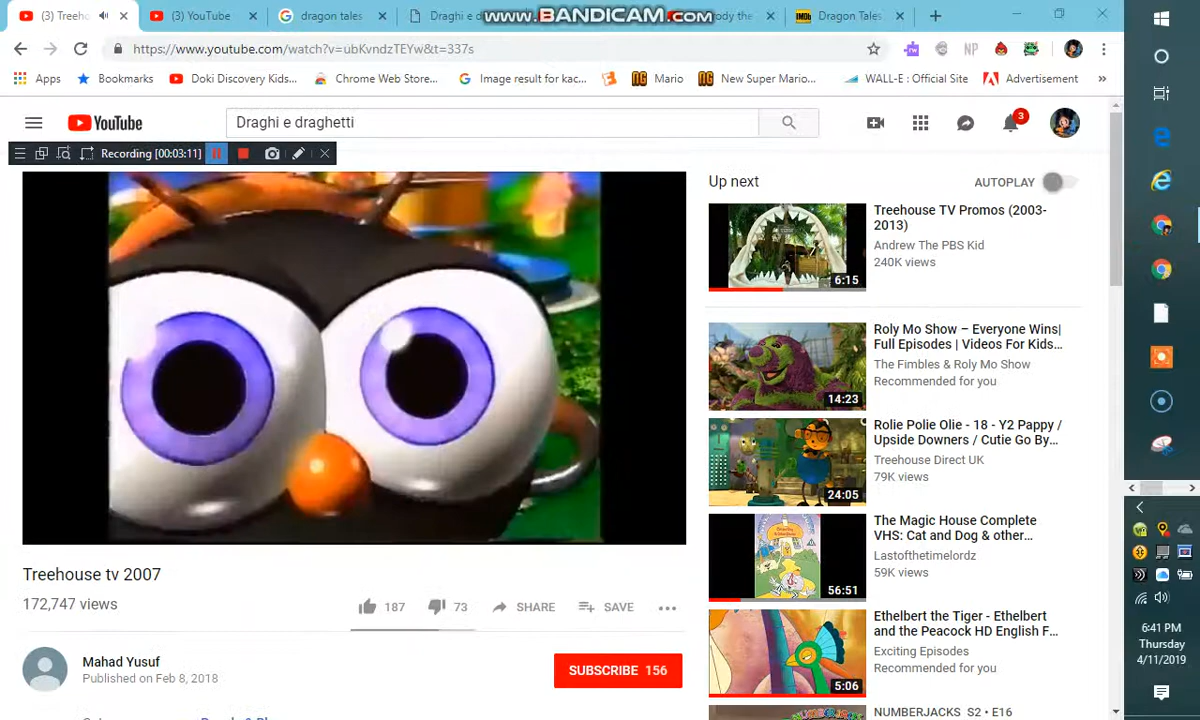 (3) Treeho
(3) YouTube
dragon tales
Draghi e d
www.BANDICAM.com
ody the
Dragon Tales
https://www.youtube.com/watch?v=ubKvndzTEYw&t=337s
Apps
Bookmarks
Doki Discovery Kids...
Chrome Web Store...
Image result for kac...
Mario
New Super Mario...
WALL-E : Official Site
Advertisement
YouTube
Draghi e draghetti
3
Recording [00:03:11]
Up next
AUTOPLAY
Treehouse TV Promos (2003-
2013)
Andrew The PBS Kid
240K views
6:15
Roly Mo Show – Everyone Wins|
Full Episodes | Videos For Kids...
The Fimbles & Roly Mo Show
Recommended for you
14:23
Rolie Polie Olie - 18 - Y2 Pappy /
Upside Downers / Cutie Go By...
Treehouse Direct UK
79K views
24:05
The Magic House Complete
VHS: Cat and Dog & other...
Lastofthetimelordz
59K views
56:51
Ethelbert the Tiger - Ethelbert
and the Peacock HD English F...
Exciting Episodes
Recommended for you
5:06
NUMBERJACKS S2 • E16
Treehouse tv 2007
172,747 views
187
73
SHARE
SAVE
Mahad Yusuf
Published on Feb 8, 2018
SUBSCRIBE 156
6:41 PM
Thursday
4/11/2019